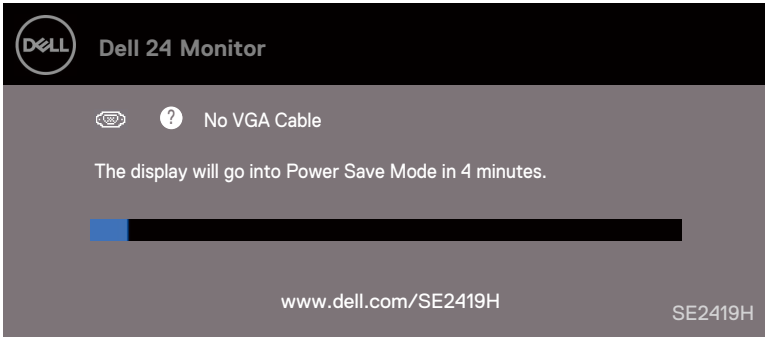 DELL
Dell 24 Monitor
? No VGA Cable
The display will go into Power Save Mode in 4 minutes.
www.dell.com/SE2419H
SE2419H